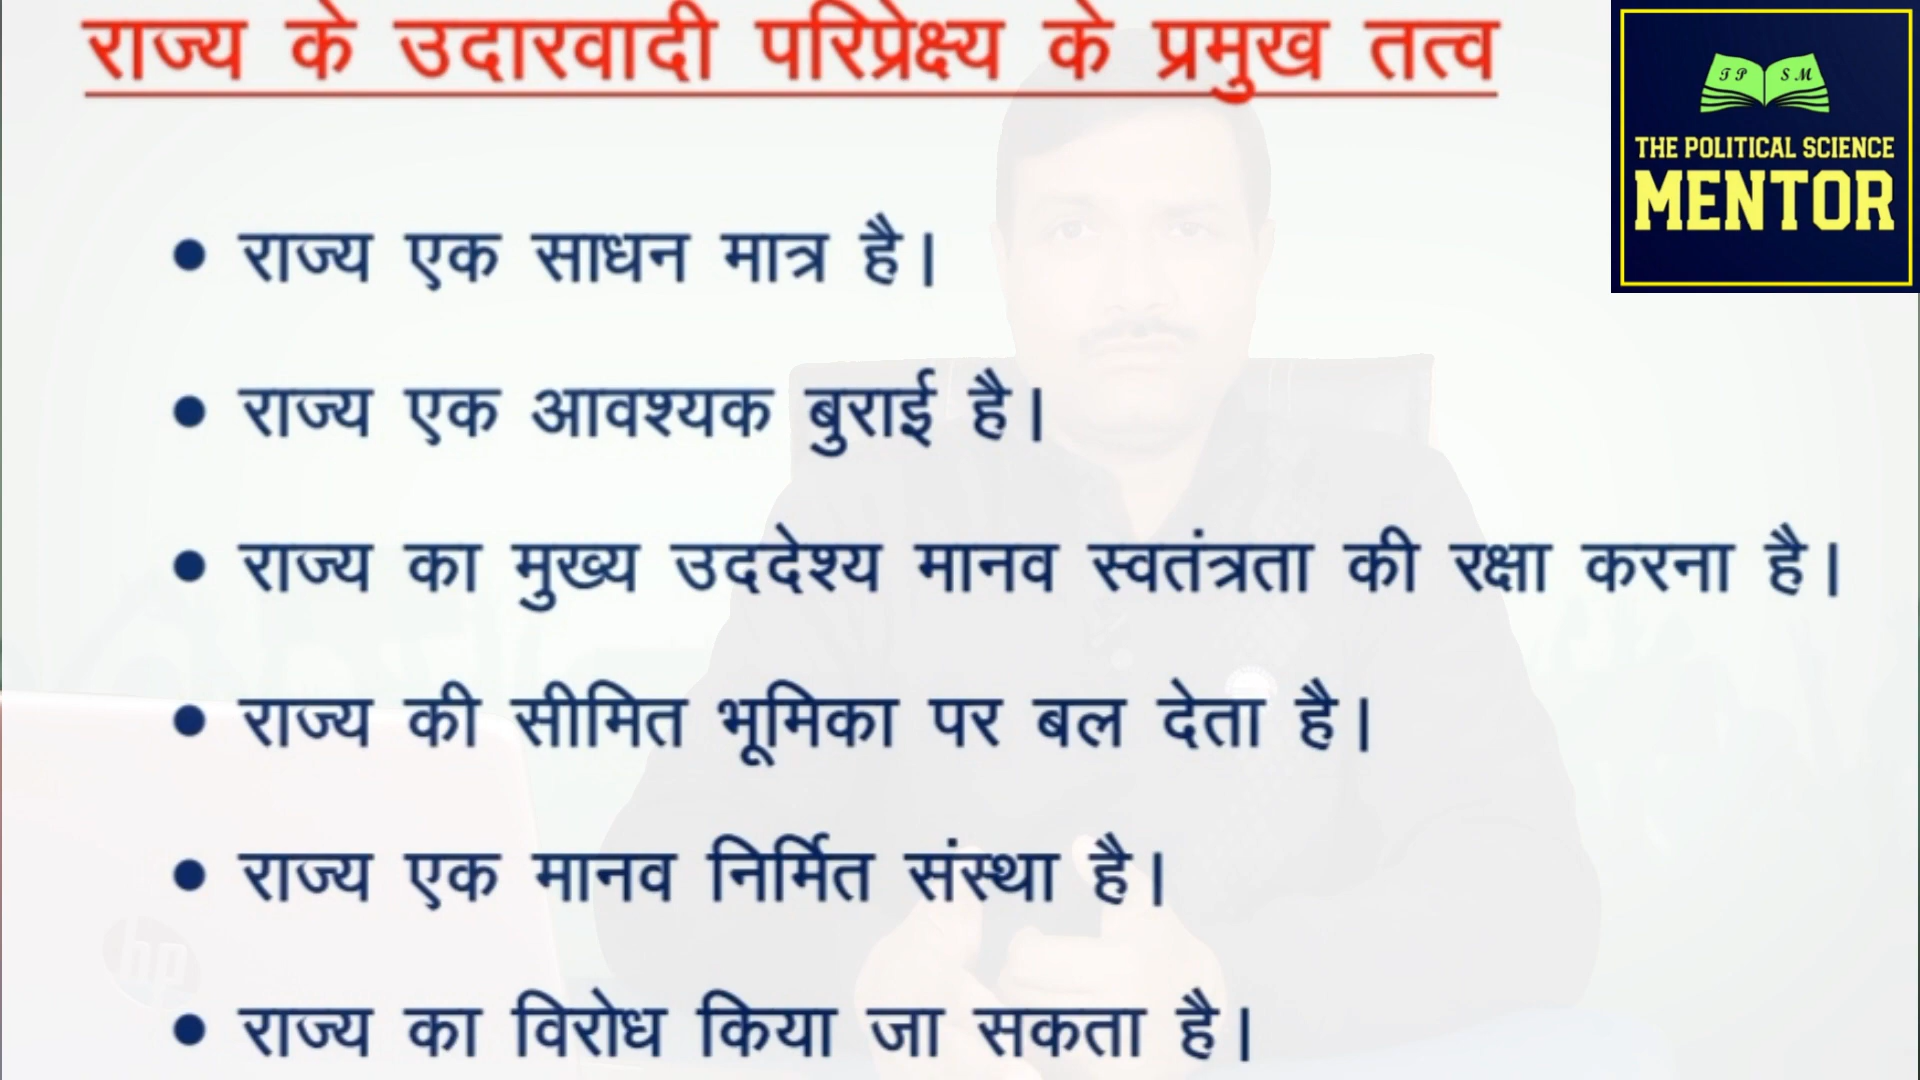 राज्य के उदारवादी परिप्रेक्ष्य के प्रमुख तत्व
T P S M
THE POLITICAL SCIENCE
MENTOR
• राज्य एक साधन मात्र है।
• राज्य एक आवश्यक बुराई है।
• राज्य का मुख्य उददेश्य मानव स्वतंत्रता की रक्षा करना है।
• राज्य की सीमित भूमिका पर बल देता है।
• राज्य एक मानव निर्मित संस्था है।
hp
• राज्य का विरोध किया जा सकता है।